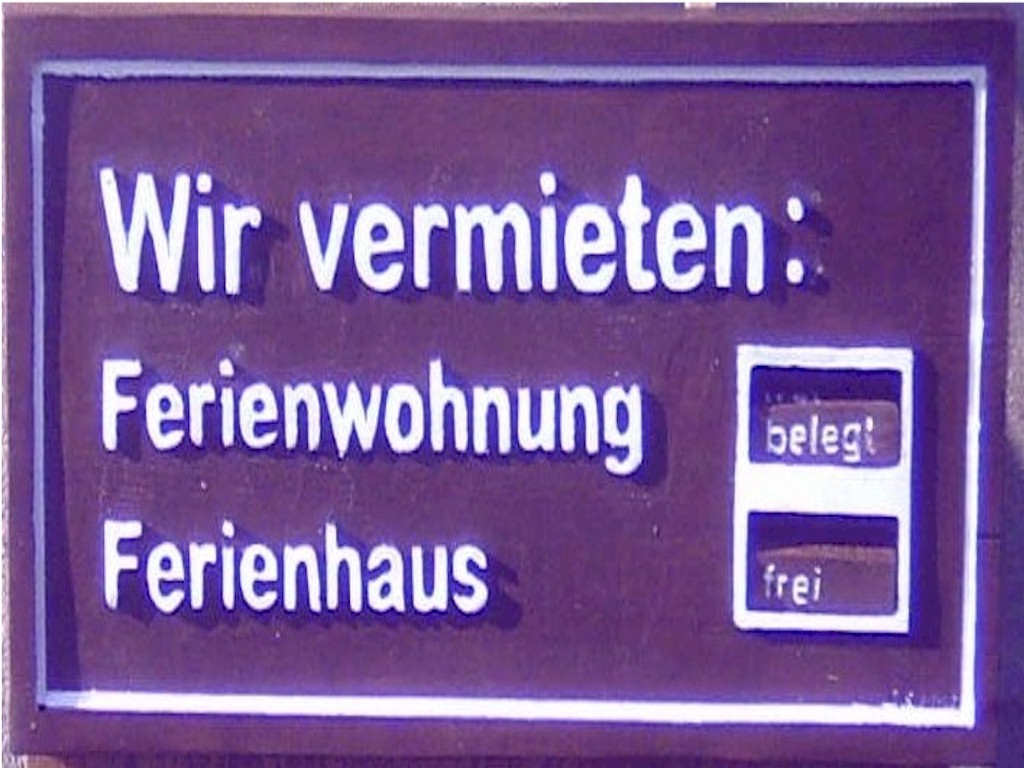 Wir vermieten:
Ferienwohnung belegt
Ferienhaus frei